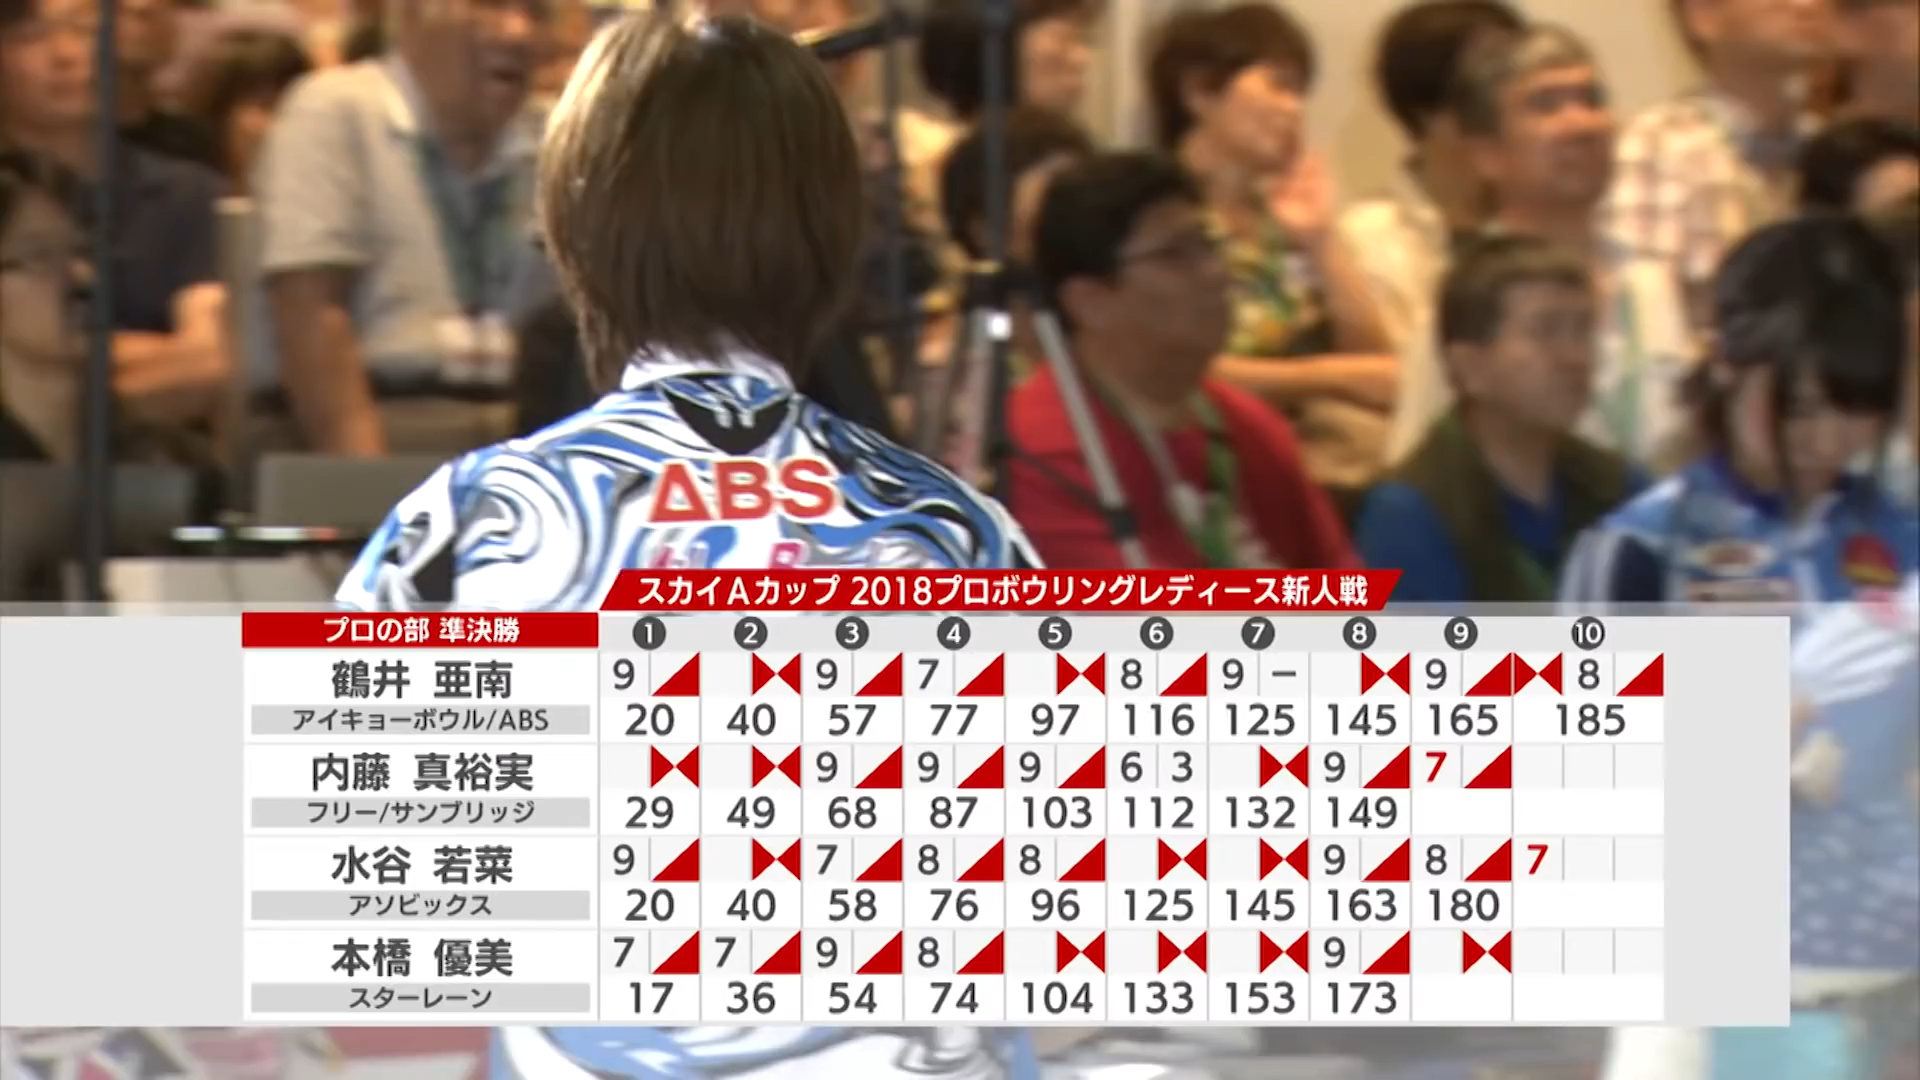 ABS
スカイAカップ 2018プロボウリングレディース新人戦
プロの部 準決勝 1 2 3 4 5 6 7 8 9 10
鶴井 亜南 9 9 7 8 9 － 9 8
アイキョーボウル/ABS 20 40 57 77 97 116 125 145 165 185
内藤 真裕実 9 9 9 6 3 9 7
フリー/サンブリッジ 29 49 68 87 103 112 132 149
水谷 若菜 9 7 8 8 9 8 7
アソビックス 20 40 58 76 96 125 145 163 180
本橋 優美 7 7 9 8 9
スターレーン 17 36 54 74 104 133 153 173